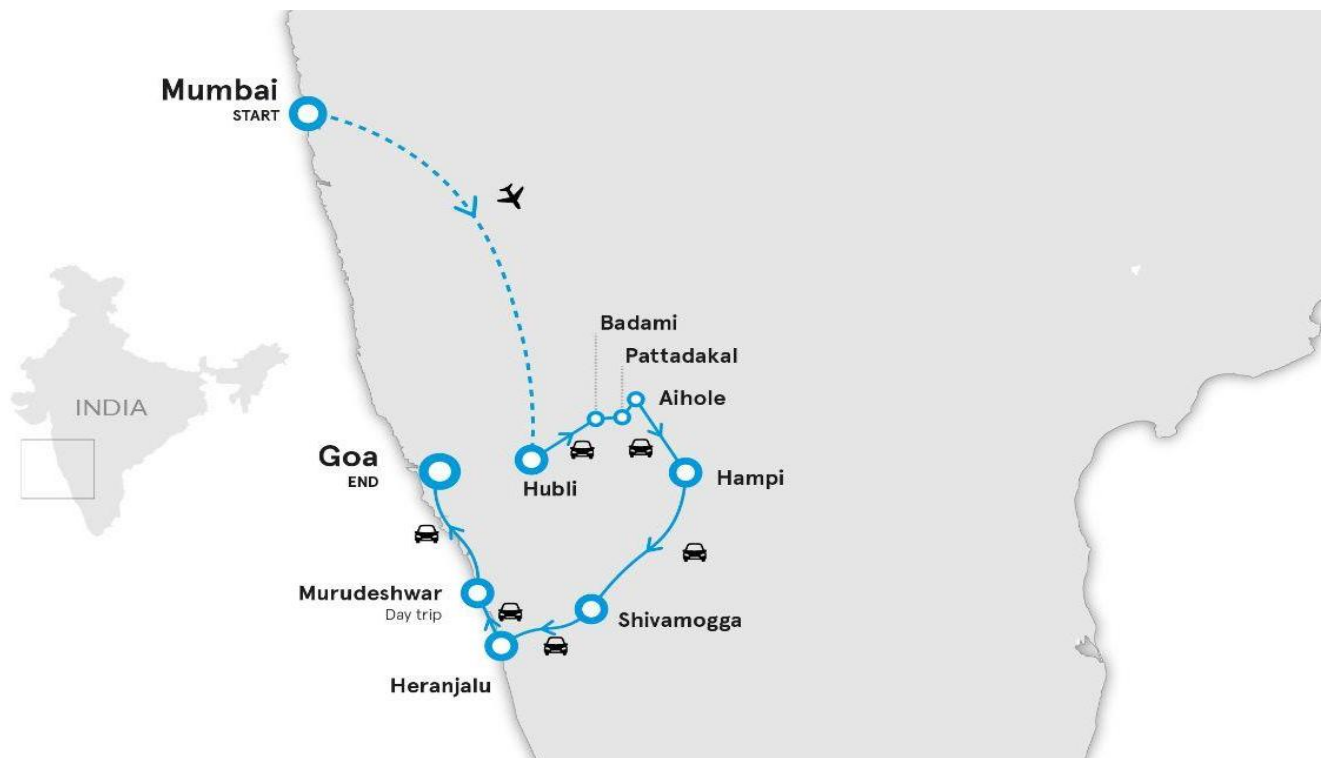 Mumbai
START
Badami
Pattadakal
Aihole
INDIA
Goa
END
Hubli
Hampi
Murudeshwar
Day trip
Shivamogga
Heranjalu